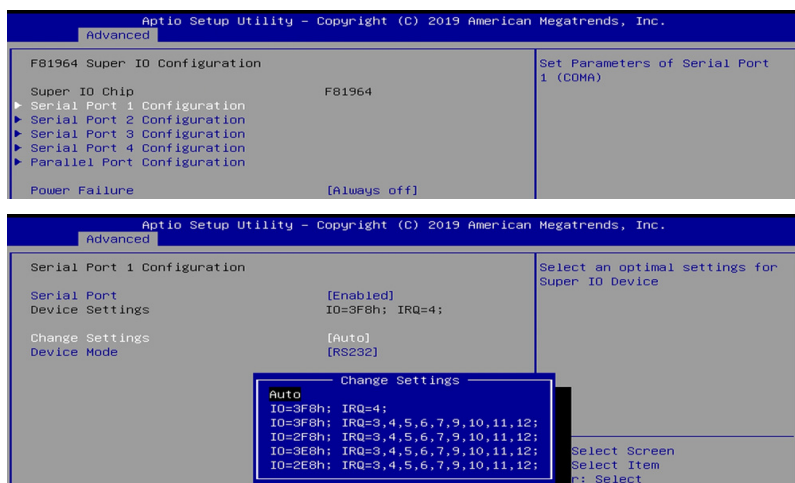 Aptio Setup Utility – Copyright (C) 2019 American Megatrends, Inc.
Advanced
F81964 Super IO Configuration
Super IO Chip F81964
Serial Port 1 Configuration
Serial Port 2 Configuration
Serial Port 3 Configuration
Serial Port 4 Configuration
Parallel Port Configuration
Power Failure [Always off]
Set Parameters of Serial Port
1 (COMA)
Aptio Setup Utility – Copyright (C) 2019 American Megatrends, Inc.
Advanced
Serial Port 1 Configuration
Serial Port [Enabled]
Device Settings IO=3F8h; IRQ=4;
Change Settings [Auto]
Device Mode [RS232]
Select an optimal settings for
Super IO Device
Change Settings
Auto
IO=3F8h; IRQ=4;
IO=3F8h; IRQ=3,4,5,6,7,9,10,11,12;
IO=2F8h; IRQ=3,4,5,6,7,9,10,11,12;
IO=3E8h; IRQ=3,4,5,6,7,9,10,11,12;
IO=2E8h; IRQ=3,4,5,6,7,9,10,11,12;
Select Screen
Select Item
r: Select